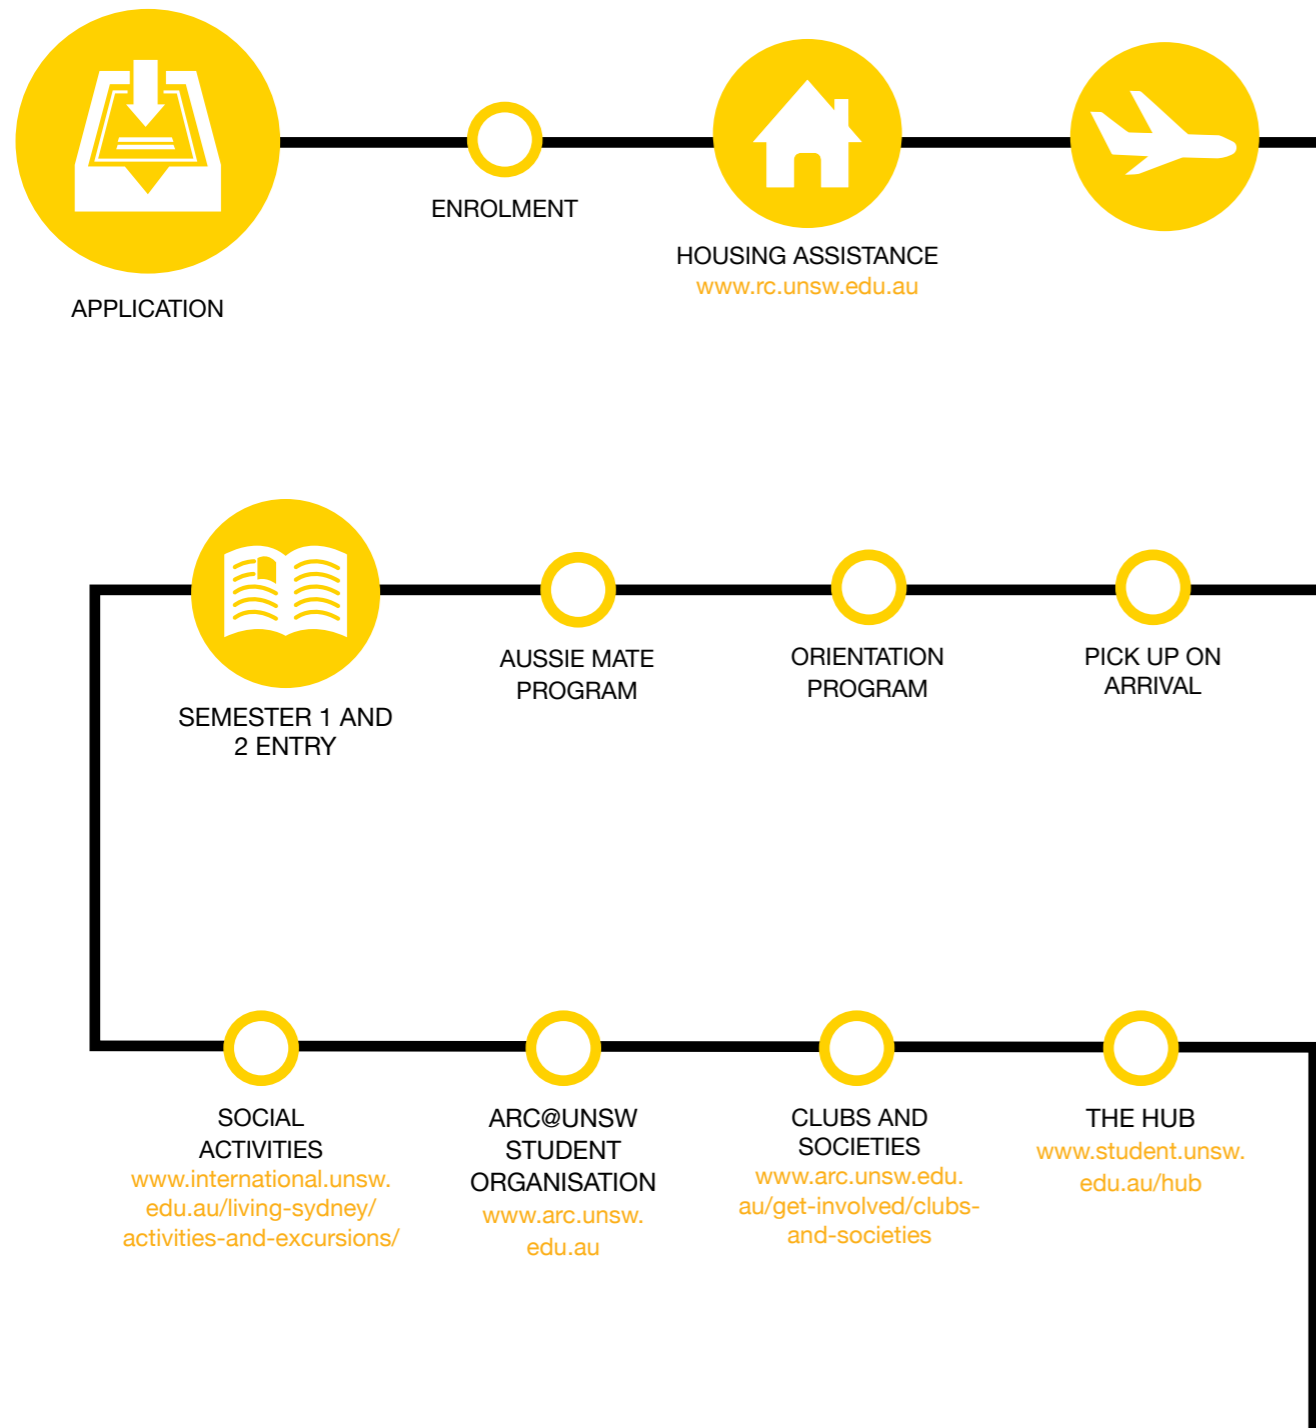 APPLICATION
ENROLMENT
HOUSING ASSISTANCE
www.rc.unsw.edu.au
SEMESTER 1 AND
2 ENTRY
AUSSIE MATE
PROGRAM
ORIENTATION
PROGRAM
PICK UP ON
ARRIVAL
SOCIAL
ACTIVITIES
www.international.unsw.
edu.au/living-sydney/
activities-and-excursions/
ARC@UNSW
STUDENT
ORGANISATION
www.arc.unsw.
edu.au
CLUBS AND
SOCIETIES
www.arc.unsw.edu.
au/get-involved/clubs-
and-societies
THE HUB
www.student.unsw.
edu.au/hub